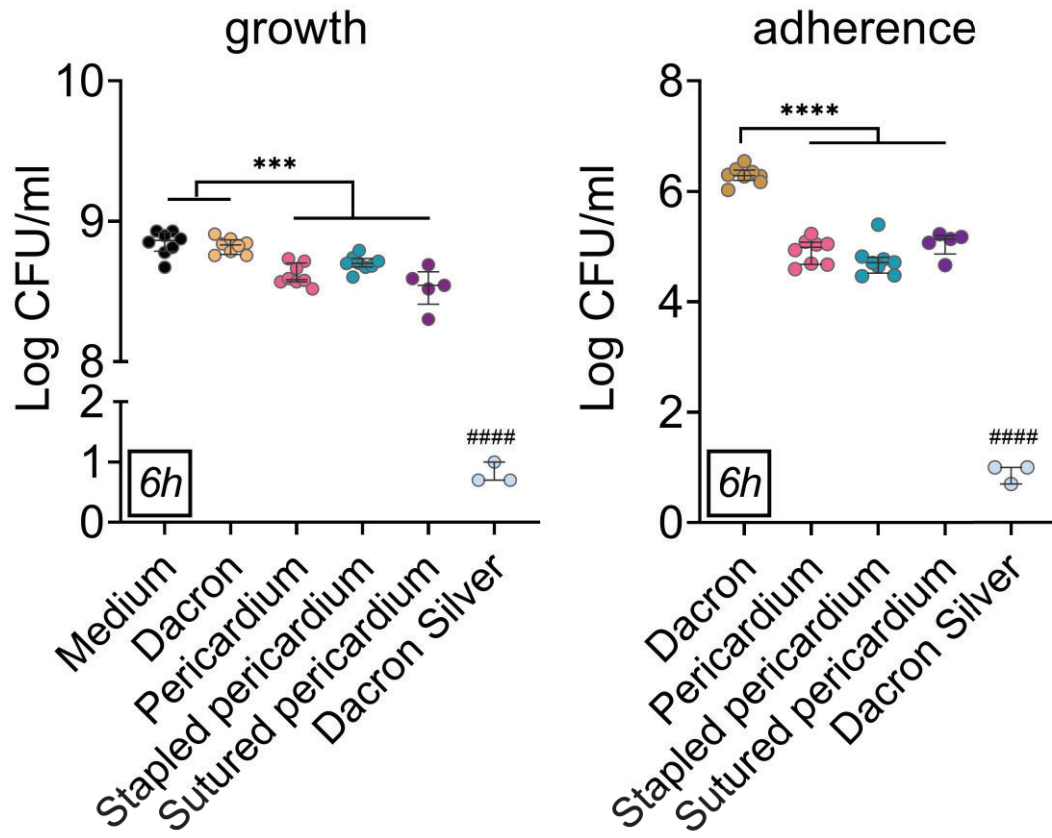 growth
Log CFU/ml
10
9
8
2
1
0
***
####
6h
Medium
Dacron
Pericardium
Stapled pericardium
Sutured pericardium
Dacron Silver
adherence
Log CFU/ml
8
6
4
2
0
****
####
6h
Dacron
Pericardium
Stapled pericardium
Sutured pericardium
Dacron Silver